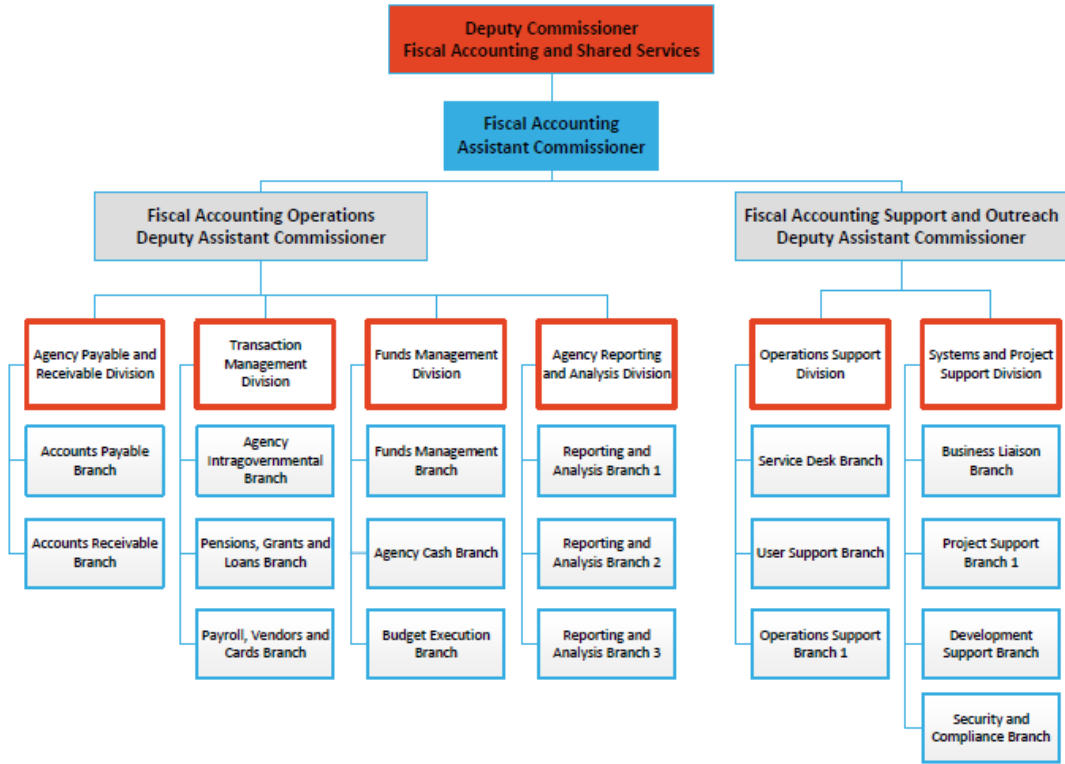 Deputy Commissioner
Fiscal Accounting and Shared Services
Fiscal Accounting
Assistant Commissioner
Fiscal Accounting Operations
Deputy Assistant Commissioner
Fiscal Accounting Support and Outreach
Deputy Assistant Commissioner
Agency Payable and
Receivable Division
Transaction
Management
Division
Funds Management
Division
Agency Reporting
and Analysis Division
Operations Support
Division
Systems and Project
Support Division
Accounts Payable
Branch
Agency
Intragovernmental
Branch
Funds Management
Branch
Reporting and
Analysis Branch 1
Service Desk Branch
Business Liaison
Branch
Accounts Receivable
Branch
Pensions, Grants and
Loans Branch
Agency Cash Branch
Reporting and
Analysis Branch 2
User Support Branch
Project Support
Branch 1
Payroll, Vendors and
Cards Branch
Budget Execution
Branch
Reporting and
Analysis Branch 3
Operations Support
Branch 1
Development
Support Branch
Security and
Compliance Branch